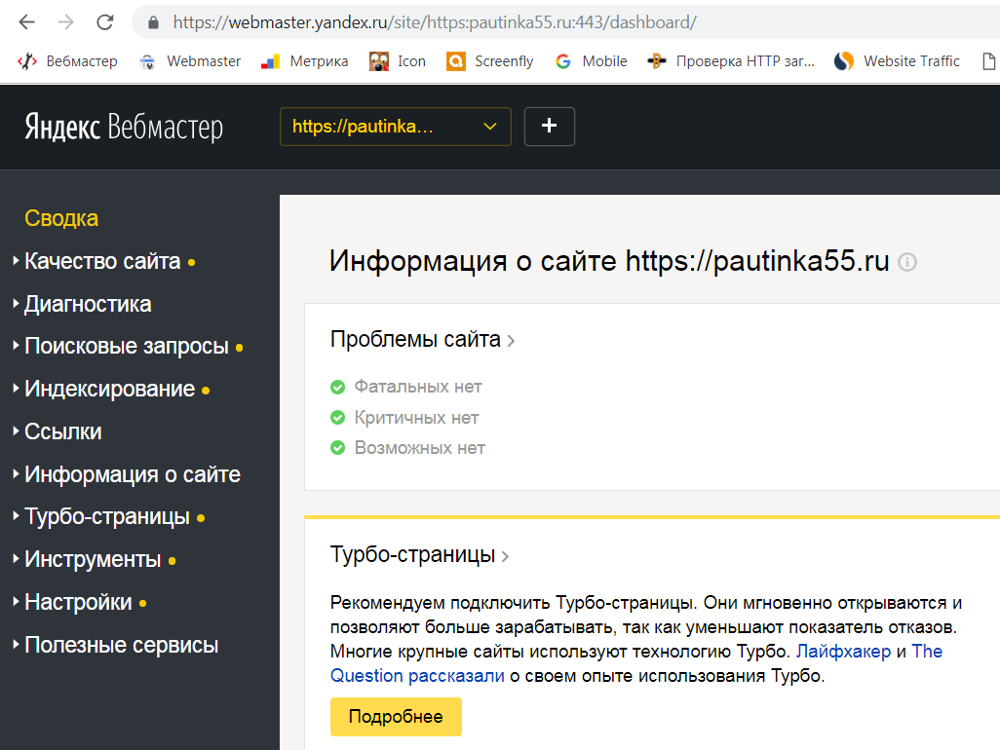 https://webmaster.yandex.ru/site/https:pautinka55.ru:443/dashboard/
Вебмастер Webmaster Метрика Icon Screenfly Mobile Проверка HTTP заг... Website Traffic
Яндекс Вебмастер
https://pautinka...
+
Сводка
Качество сайта
Диагностика
Поисковые запросы
Индексирование
Ссылки
Информация о сайте
Турбо-страницы
Инструменты
Настройки
Полезные сервисы
Информация о сайте https://pautinka55.ru
Проблемы сайта
Фатальных нет
Критичных нет
Возможных нет
Турбо-страницы
Рекомендуем подключить Турбо-страницы. Они мгновенно открываются и
позволяют больше зарабатывать, так как уменьшают показатель отказов.
Многие крупные сайты используют технологию Турбо. Лайфхакер и The
Question рассказали о своем опыте использования Турбо.
Подробнее